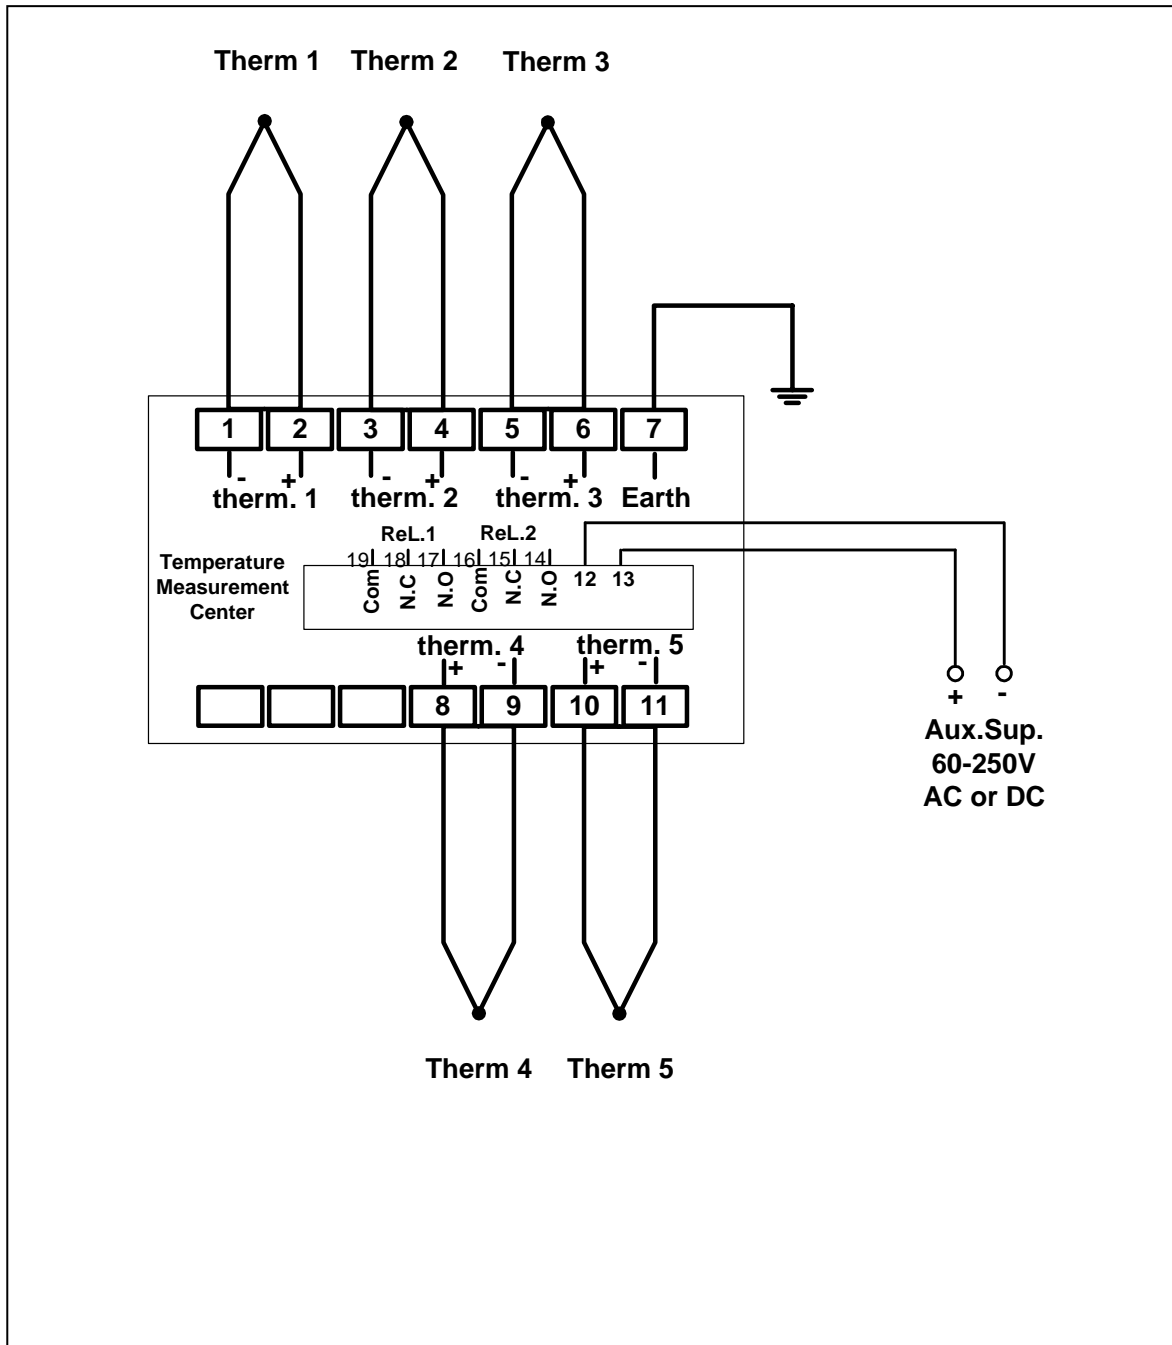 Therm 1 Therm 2 Therm 3
1 2 3 4 5 6 7
- + - + - +
therm. 1 therm. 2 therm. 3 Earth
ReL.1 ReL.2
19 18 17 16 15 14
Com N.C N.O Com N.C N.O 12 13
Temperature
Measurement
Center
therm. 4 therm. 5
+ - + -
8 9 10 11
+ -
Aux.Sup.
60-250V
AC or DC
Therm 4 Therm 5